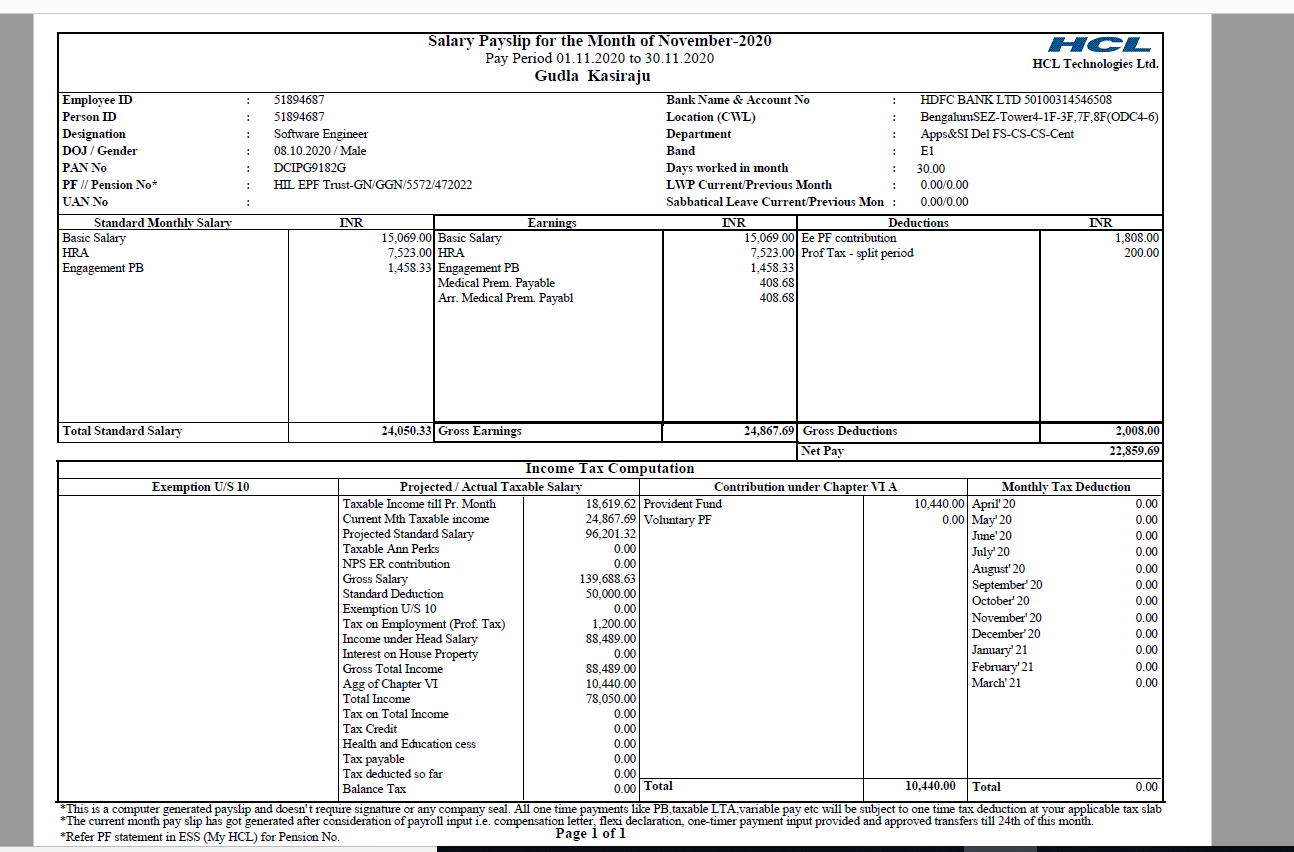 Salary Payslip for the Month of November-2020
Pay Period 01.11.2020 to 30.11.2020
Gudla Kasiraju
HCL
HCL Technologies Ltd.
Employee ID : 51894687 Bank Name & Account No : HDFC BANK LTD 50100314546508
Person ID : 51894687 Location (CWL) : BengaluruSEZ-Tower4-1F-3F,7F,8F(ODC4-6)
Designation : Software Engineer Department : Apps&SI Del FS-CS-CS-Cent
DOJ / Gender : 08.10.2020 / Male Band : E1
PAN No : DCIPG9182G Days worked in month : 30.00
PF // Pension No* : HIL EPF Trust-GN/GGN/5572/472022 LWP Current/Previous Month : 0.00/0.00
UAN No : Sabbatical Leave Current/Previous Mon : 0.00/0.00
Standard Monthly Salary INR Earnings INR Deductions INR
Basic Salary 15,069.00 Basic Salary 15,069.00 Ee PF contribution 1,808.00
HRA 7,523.00 HRA 7,523.00 Prof Tax - split period 200.00
Engagement PB 1,458.33 Engagement PB 1,458.33
Medical Prem. Payable 408.68
Arr. Medical Prem. Payabl 408.68
Total Standard Salary 24,050.33 Gross Earnings 24,867.69 Gross Deductions 2,008.00
Net Pay 22,859.69
Income Tax Computation
Exemption U/S 10 Projected / Actual Taxable Salary Contribution under Chapter VI A Monthly Tax Deduction
Taxable Income till Pr. Month 18,619.62 Provident Fund 10,440.00 April' 20 0.00
Current Mth Taxable income 24,867.69 Voluntary PF 0.00 May' 20 0.00
Projected Standard Salary 96,201.32 June' 20 0.00
Taxable Ann Perks 0.00 July' 20 0.00
NPS ER contribution 0.00 August' 20 0.00
Gross Salary 139,688.63 September' 20 0.00
Standard Deduction 50,000.00 October' 20 0.00
Exemption U/S 10 0.00 November' 20 0.00
Tax on Employment (Prof. Tax) 1,200.00 December' 20 0.00
Income under Head Salary 88,489.00 January' 21 0.00
Interest on House Property 0.00 February' 21 0.00
Gross Total Income 88,489.00 March' 21 0.00
Agg of Chapter VI 10,440.00
Total Income 78,050.00
Tax on Total Income 0.00
Tax Credit 0.00
Health and Education cess 0.00
Tax payable 0.00
Tax deducted so far 0.00
Balance Tax 0.00 Total 10,440.00 Total 0.00
*This is a computer generated payslip and doesn't require signature or any company seal. All one time payments like PB,taxable LTA,variable pay etc will be subject to one time tax deduction at your applicable tax slab
*The current month pay slip has got generated after consideration of payroll input i.e. compensation letter, flexi declaration, one-timer payment input provided and approved transfers till 24th of this month.
*Refer PF statement in ESS (My HCL) for Pension No.
Page 1 of 1